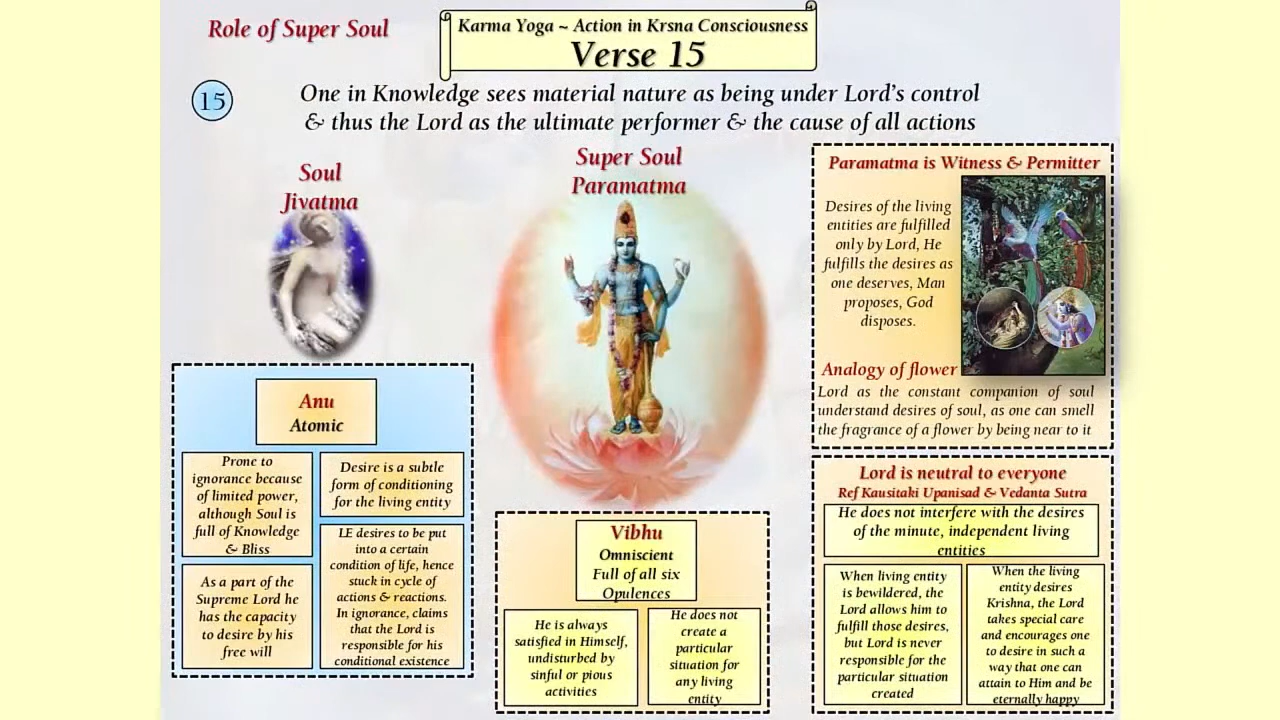 Role of Super Soul
Karma Yoga ~ Action in Krsna Consciousness
Verse 15
15
One in Knowledge sees material nature as being under Lord's control
& thus the Lord as the ultimate performer & the cause of all actions
Soul
Jivatma
Anu
Atomic
Prone to
ignorance because
of limited power,
although Soul is
full of Knowledge
& Bliss
Desire is a subtle
form of conditioning
for the living entity
As a part of the
Supreme Lord he
has the capacity
to desire by his
free will
LE desires to be put
into a certain
condition of life, hence
stuck in cycle of
actions & reactions.
In ignorance, claims
that the Lord is
responsible for his
conditional existence
Super Soul
Paramatma
Vibhu
Omniscient
Full of all six
Opulences
He is always
satisfied in Himself,
undisturbed by
sinful or pious
activities
He does not
create a
particular
situation for
any living
entity
Paramatma is Witness & Permitter
Desires of the living
entities are fulfilled
only by Lord, He
fulfills the desires as
one deserves, Man
proposes, God
disposes.
Analogy of flower
Lord as the constant companion of soul
understand desires of soul, as one can smell
the fragrance of a flower by being near to it
Lord is neutral to everyone
Ref Kausitaki Upanisad & Vedanta Sutra
He does not interfere with the desires
of the minute, independent living
entities
When living entity
is bewildered, the
Lord allows him to
fulfill those desires,
but Lord is never
responsible for the
particular situation
created
When the living
entity desires
Krishna, the Lord
takes special care
and encourages one
to desire in such a
way that one can
attain to Him and be
eternally happy